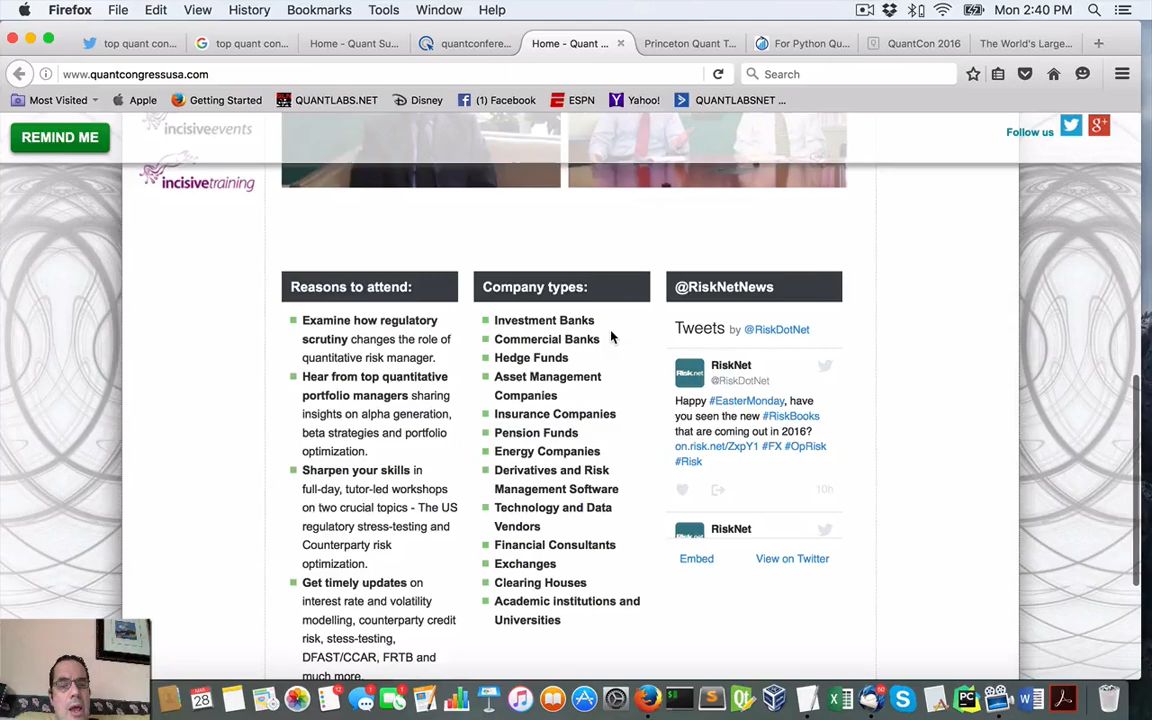 Firefox File Edit View History Bookmarks Tools Window Help Mon 2:40 PM
top quant con... top quant con... Home - Quant Su... quantconfere... Home - Quant ... Princeton Quant T... For Python Qu... QuantCon 2016 The World's Large...
www.quantcongressusa.com Search
Most Visited Apple Getting Started QUANTLABS.NET Disney (1) Facebook ESPN Yahoo! QUANTLABSNET ...
REMIND ME
incisiveevents
Follow us
incisivetraining
Reasons to attend:
Examine how regulatory
scrutiny changes the role of
quantitative risk manager.
Hear from top quantitative
portfolio managers sharing
insights on alpha generation,
beta strategies and portfolio
optimization.
Sharpen your skills in
full-day, tutor-led workshops
on two crucial topics - The US
regulatory stress-testing and
Counterparty risk
optimization.
Get timely updates on
interest rate and volatility
modelling, counterparty credit
risk, stess-testing,
DFAST/CCAR, FRTB and
much more.
Company types:
Investment Banks
Commercial Banks
Hedge Funds
Asset Management
Companies
Insurance Companies
Pension Funds
Energy Companies
Derivatives and Risk
Management Software
Technology and Data
Vendors
Financial Consultants
Exchanges
Clearing Houses
Academic institutions and
Universities
@RiskNetNews
Tweets by @RiskDotNet
RiskNet
@RiskDotNet
Happy #EasterMonday, have
you seen the new #RiskBooks
that are coming out in 2016?
on.risk.net/ZxpY1 #FX #OpRisk
#Risk
10h
RiskNet
Embed View on Twitter